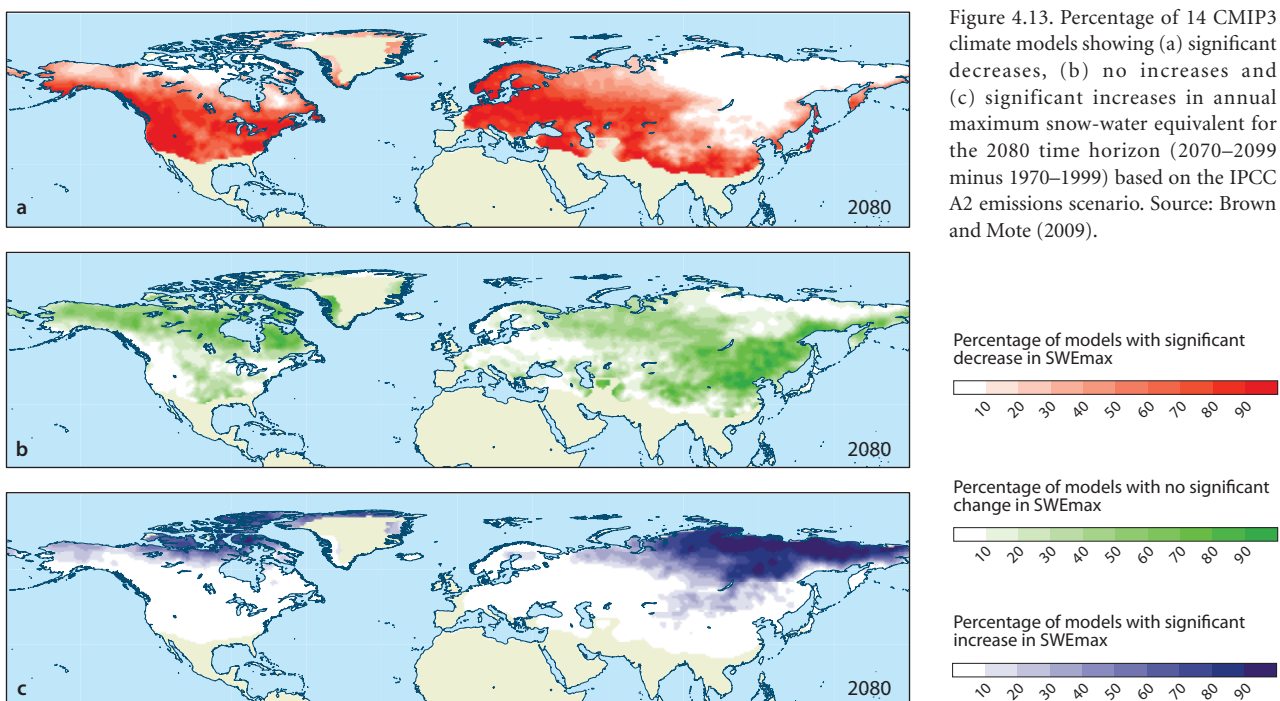 a
2080
b
2080
c
2080
Figure 4.13. Percentage of 14 CMIP3
climate models showing (a) significant
decreases, (b) no increases and
(c) significant increases in annual
maximum snow-water equivalent for
the 2080 time horizon (2070–2099
minus 1970–1999) based on the IPCC
A2 emissions scenario. Source: Brown
and Mote (2009).
Percentage of models with significant
decrease in SWEmax
10 20 30 40 50 60 70 80 90
Percentage of models with no significant
change in SWEmax
10 20 30 40 50 60 70 80 90
Percentage of models with significant
increase in SWEmax
10 20 30 40 50 60 70 80 90